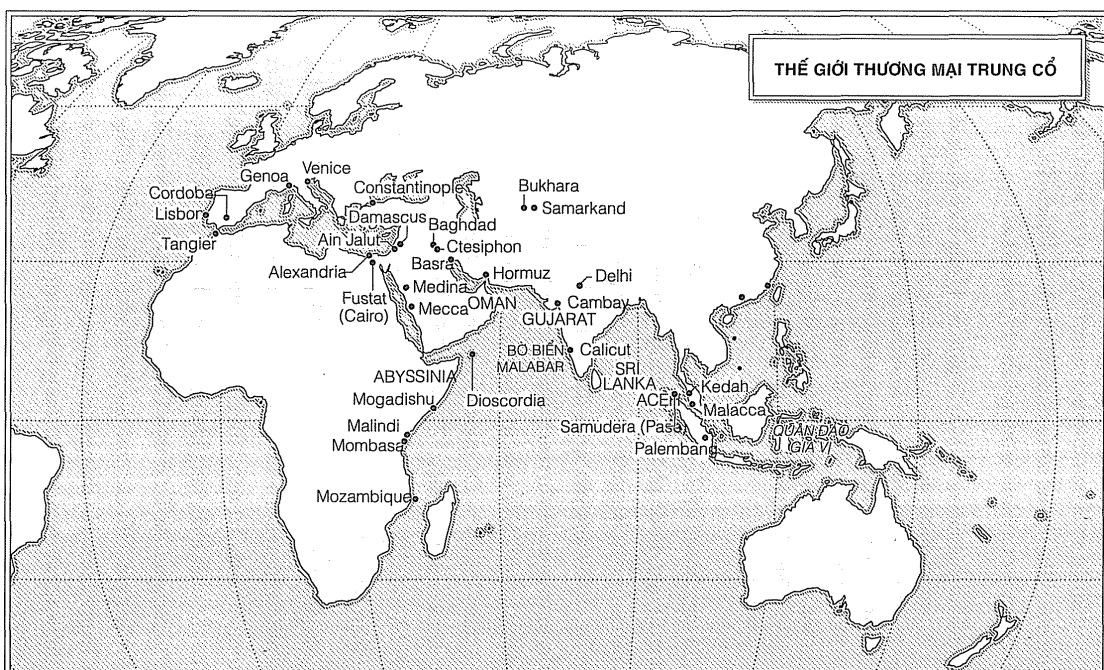 THẾ GIỚI THƯƠNG MẠI TRUNG CỔ
Venice
Genoa
Cordoba
Constantinople
Bukhara
Samarkand
Lisbon
Damascus
Baghdad
Tangier
Ain Jalut
Ctesiphon
Alexandria
Basra
Hormuz
Delhi
Medina
Fustat
(Cairo)
Mecca
OMAN
Cambay
GUJARAT
BỜ BIỂN
MALABAR
Calicut
SRI
LANKA
ABYSSINIA
Dioscordia
Mogadishu
Kedah
ACEH
Malacca
Malindi
Samudera (Pasai)
QUẦN ĐẢO
GIA VỊ
Mombasa
Palembang
Mozambique